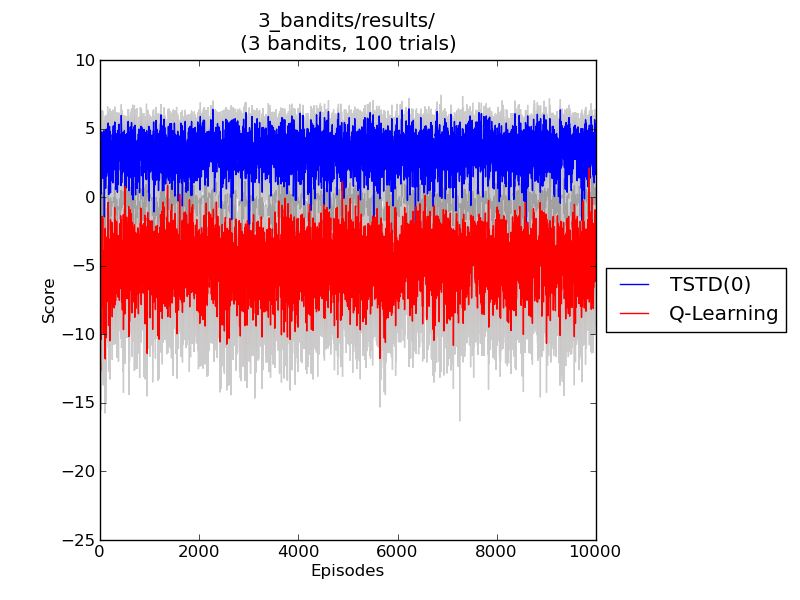 3_bandits/results/
(3 bandits, 100 trials)
10
5
0
−5
−10
−15
−20
−25
Score
0 2000 4000 6000 8000 10000
Episodes
TSTD(0)
Q-Learning